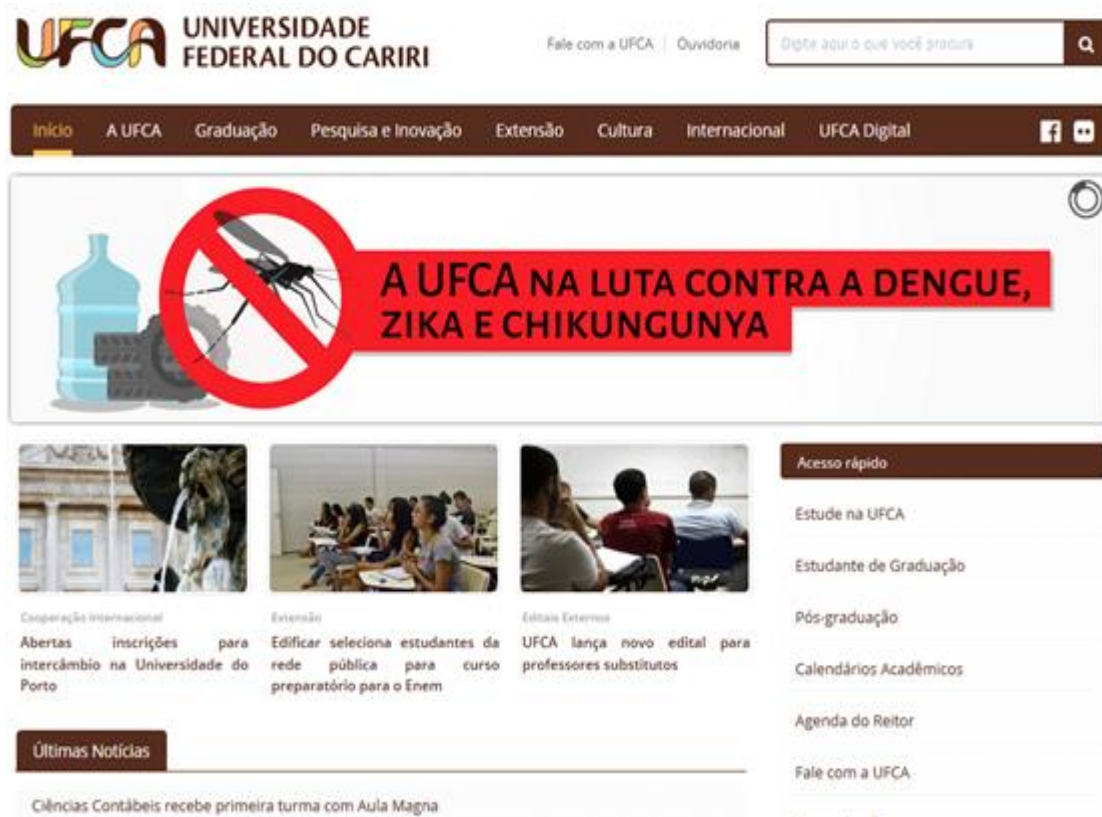 UFCA
UNIVERSIDADE
FEDERAL DO CARIRI
Fale com a UFCA
Ouvidoria
Digite aqui o que você procura
Início
A UFCA
Graduação
Pesquisa e Inovação
Extensão
Cultura
Internacional
UFCA Digital
A UFCA NA LUTA CONTRA A DENGUE,
ZIKA E CHIKUNGUNYA
Cooperação Internacional
Abertas inscrições para
intercâmbio na Universidade do
Porto
Extensão
Edificar seleciona estudantes da
rede pública para curso
preparatório para o Enem
Editais Externos
UFCA lança novo edital para
professores substitutos
Acesso rápido
Estude na UFCA
Estudante de Graduação
Pós-graduação
Calendários Acadêmicos
Agenda do Reitor
Fale com a UFCA
Últimas Notícias
Ciências Contábeis recebe primeira turma com Aula Magna